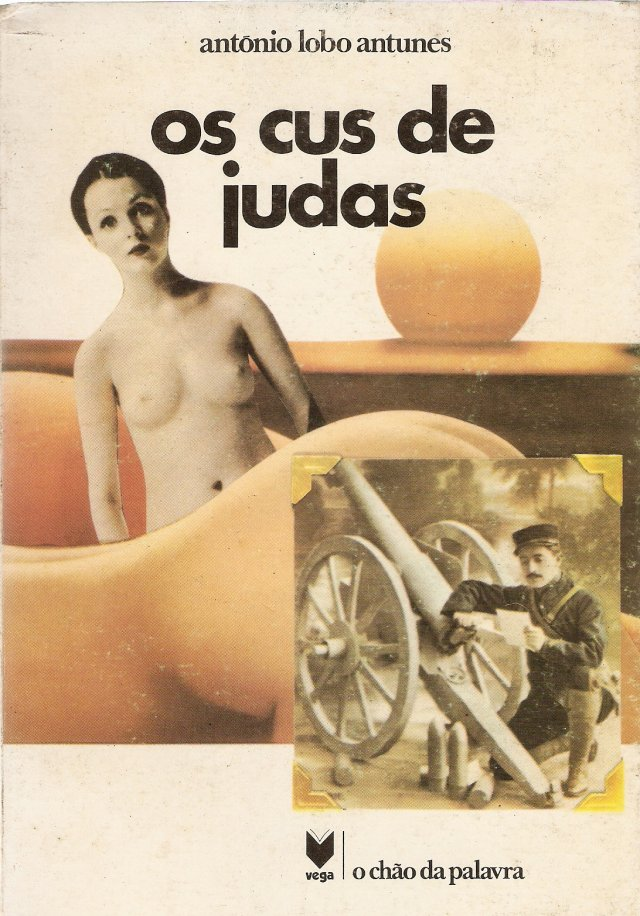 antónio lobo antunes
os cus de
judas
vega
o chão da palavra